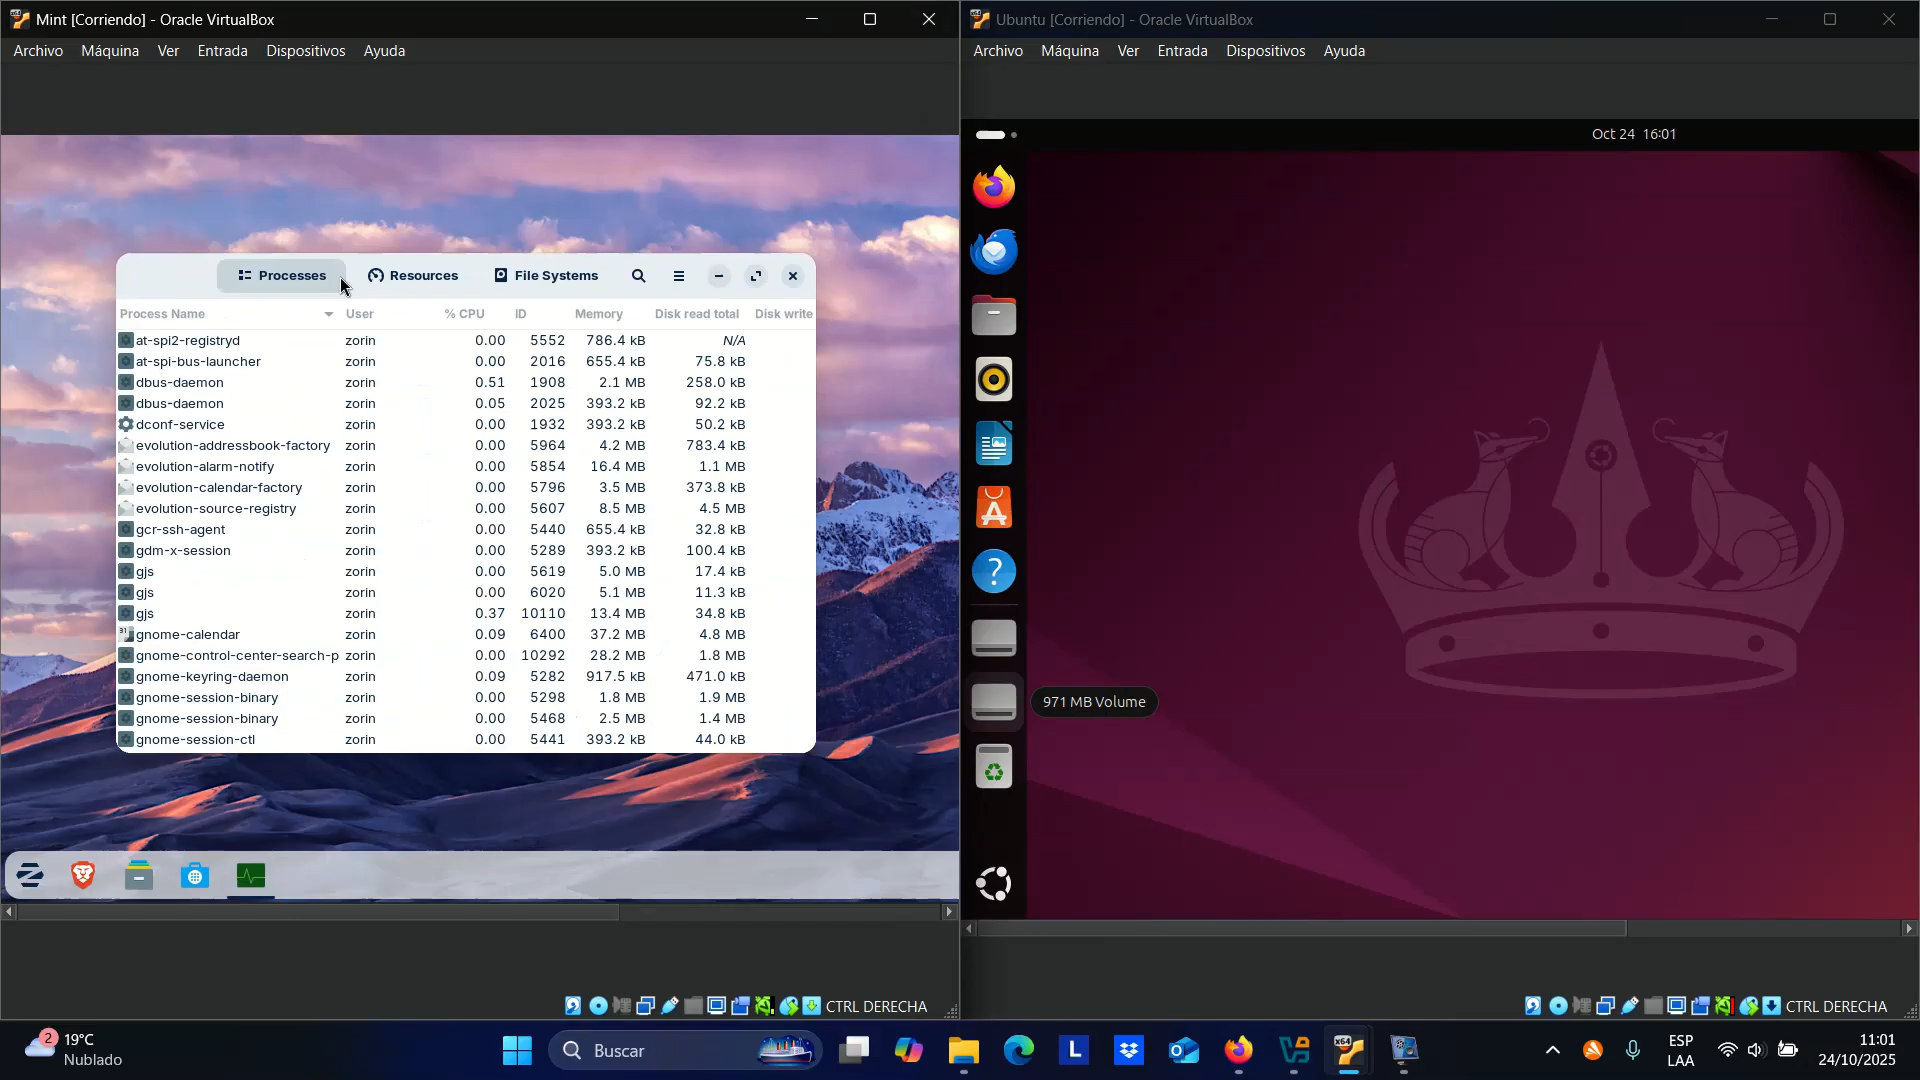 Mint [Corriendo] - Oracle VirtualBox
Archivo Máquina Ver Entrada Dispositivos Ayuda
Processes Resources File Systems
Process Name User % CPU ID Memory Disk read total Disk write
at-spi2-registryd zorin 0.00 5552 786.4 kB N/A
at-spi-bus-launcher zorin 0.00 2016 655.4 kB 75.8 kB
dbus-daemon zorin 0.51 1908 2.1 MB 258.0 kB
dbus-daemon zorin 0.05 2025 393.2 kB 92.2 kB
dconf-service zorin 0.00 1932 393.2 kB 50.2 kB
evolution-addressbook-factory zorin 0.00 5964 4.2 MB 783.4 kB
evolution-alarm-notify zorin 0.00 5854 16.4 MB 1.1 MB
evolution-calendar-factory zorin 0.00 5796 3.5 MB 373.8 kB
evolution-source-registry zorin 0.00 5607 8.5 MB 4.5 MB
gcr-ssh-agent zorin 0.00 5440 655.4 kB 32.8 kB
gdm-x-session zorin 0.00 5289 393.2 kB 100.4 kB
gjs zorin 0.00 5619 5.0 MB 17.4 kB
gjs zorin 0.00 6020 5.1 MB 11.3 kB
gjs zorin 0.37 10110 13.4 MB 34.8 kB
gnome-calendar zorin 0.09 6400 37.2 MB 4.8 MB
gnome-control-center-search-p zorin 0.00 10292 28.2 MB 1.8 MB
gnome-keyring-daemon zorin 0.09 5282 917.5 kB 471.0 kB
gnome-session-binary zorin 0.00 5298 1.8 MB 1.9 MB
gnome-session-binary zorin 0.00 5468 2.5 MB 1.4 MB
gnome-session-ctl zorin 0.00 5441 393.2 kB 44.0 kB
CTRL DERECHA
Ubuntu [Corriendo] - Oracle VirtualBox
Archivo Máquina Ver Entrada Dispositivos Ayuda
Oct 24 16:01
971 MB Volume
CTRL DERECHA
2
19°C
Nublado
Buscar
ESP
LAA
11:01
24/10/2025